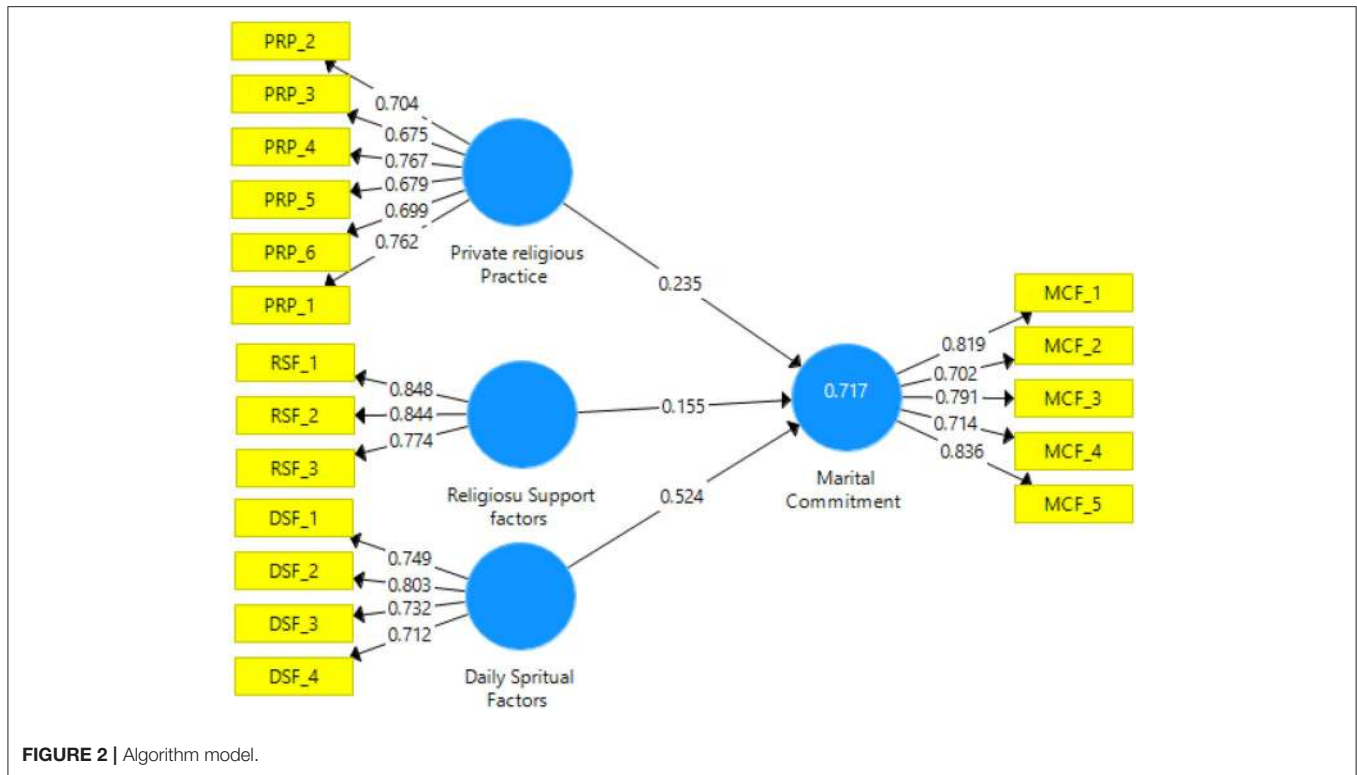 PRP_2
PRP_3
PRP_4
PRP_5
PRP_6
PRP_1
0.704
0.675
0.767
0.679
0.699
0.762
Private religious
Practice
RSF_1
RSF_2
RSF_3
0.848
0.844
0.774
Religiosu Support
factors
DSF_1
DSF_2
DSF_3
DSF_4
0.749
0.803
0.732
0.712
Daily Spritual
Factors
0.235
0.155
0.524
0.717
Marital
Commitment
0.819
0.702
0.791
0.714
0.836
MCF_1
MCF_2
MCF_3
MCF_4
MCF_5
FIGURE 2 | Algorithm model.